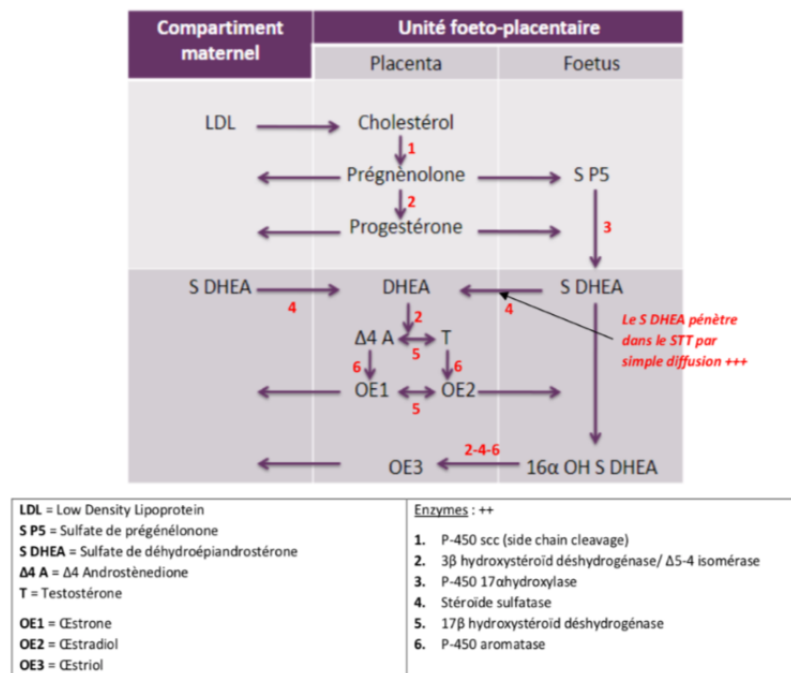 Compartiment maternel
Unité foeto-placentaire
Placenta
Foetus
LDL
Cholestérol
1
Prégnènolone
S P5
2
3
Progestérone
S DHEA
DHEA
S DHEA
4
4
2
Le S DHEA pénètre
dans le STT par
simple diffusion +++
Δ4 A
T
5
6
6
OE1
OE2
5
2-4-6
OE3
16α OH S DHEA
LDL = Low Density Lipoprotein
S P5 = Sulfate de prégénélonone
S DHEA = Sulfate de déhydroépiandrostérone
Δ4 A = Δ4 Androstènedione
T = Testostérone
OE1 = Œstrone
OE2 = Œstradiol
OE3 = Œstriol
Enzymes : ++
1. P-450 scc (side chain cleavage)
2. 3β hydroxystéroïd déshydrogénase/ Δ5-4 isomérase
3. P-450 17αhydroxylase
4. Stéroïde sulfatase
5. 17β hydroxystéroïd déshydrogénase
6. P-450 aromatase